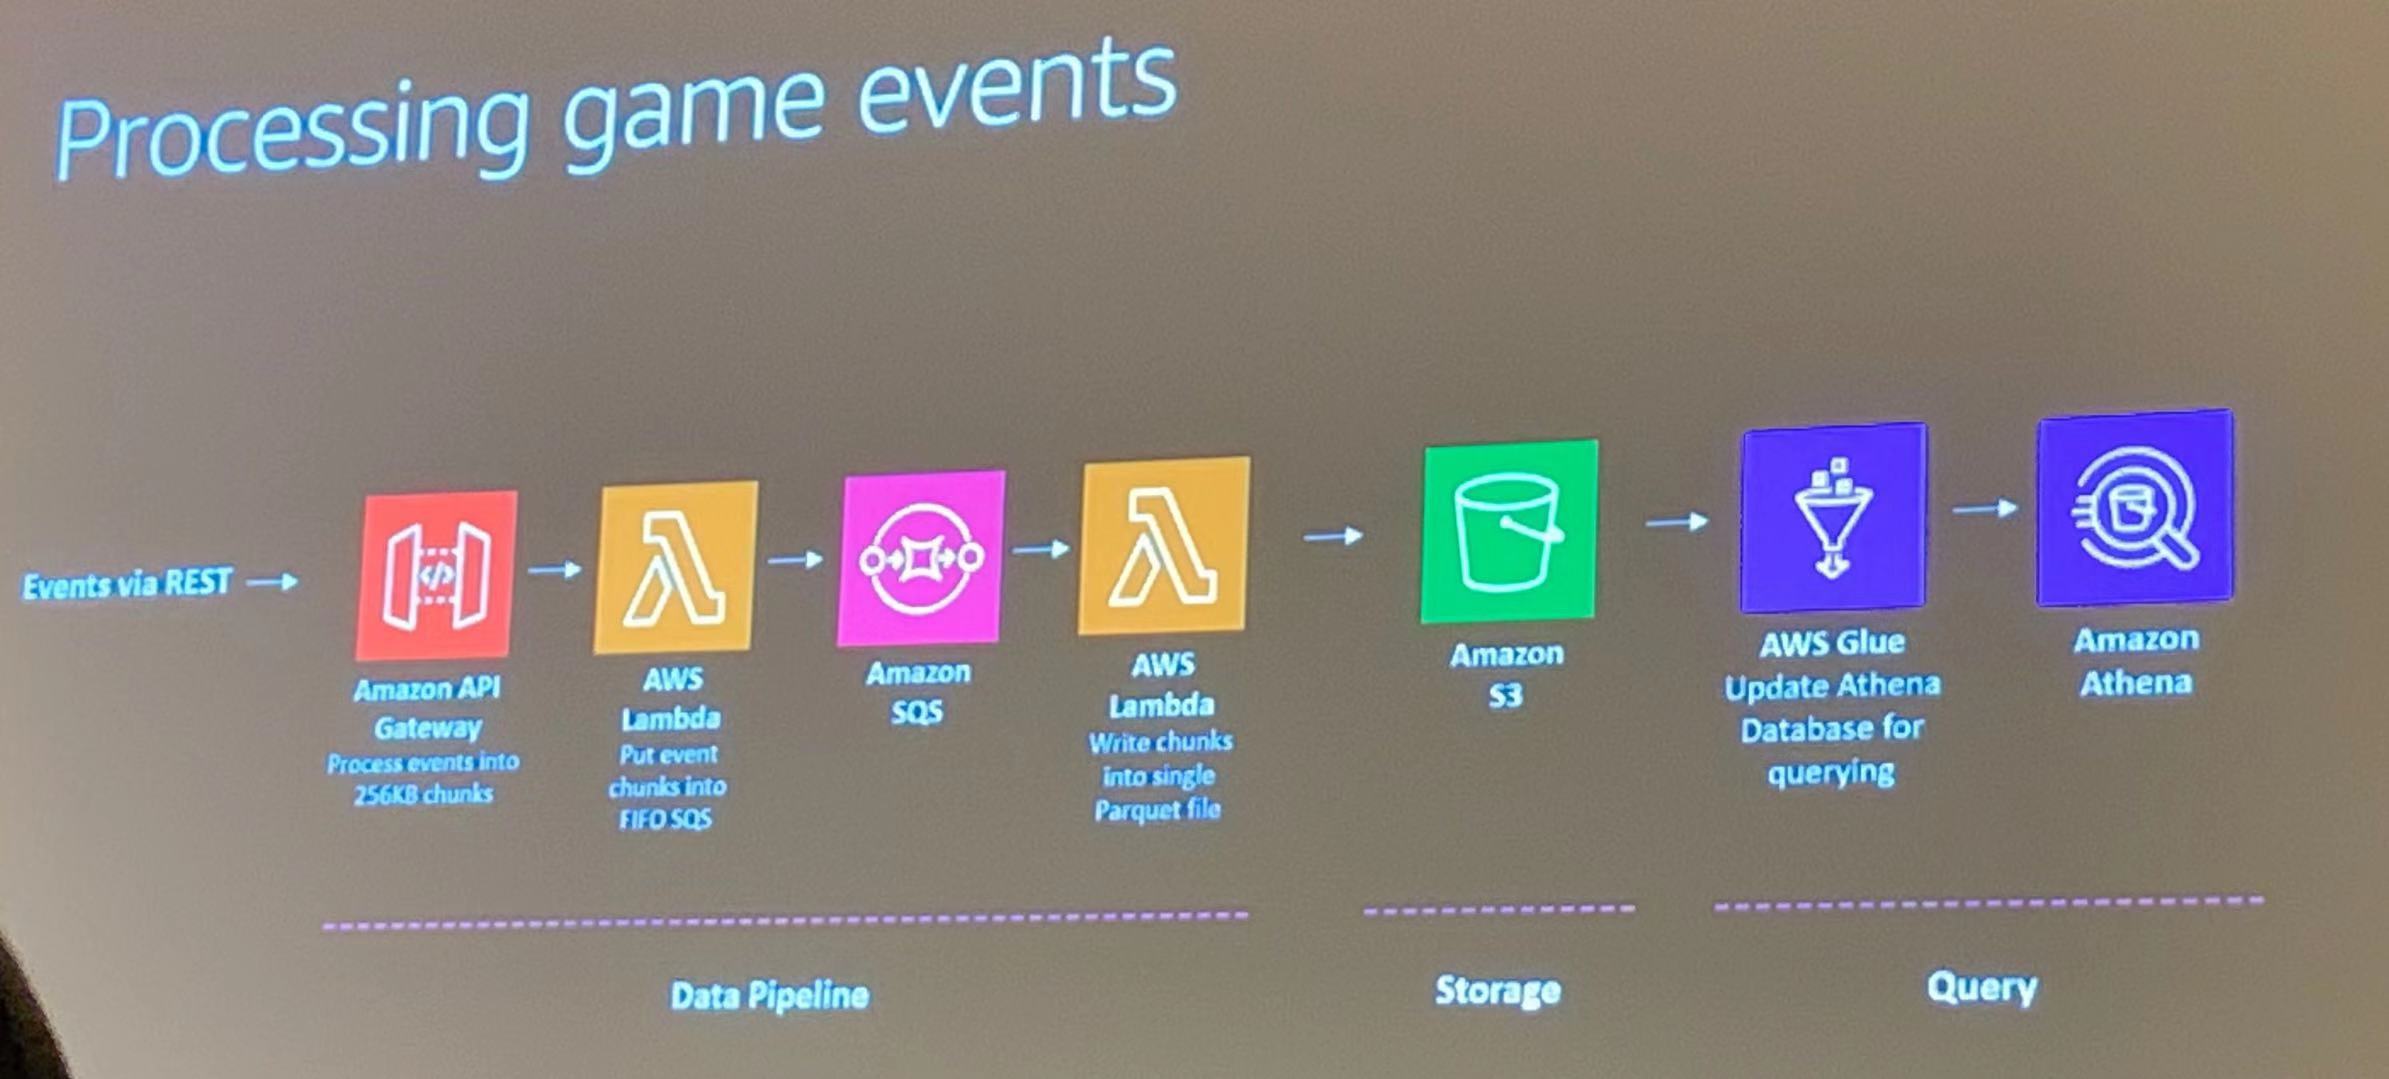 Processing game events
Events via REST
Amazon API
Gateway
Process events into
256KB chunks
AWS
Lambda
Put event
chunks into
FIFO SQS
Amazon
SQS
AWS
Lambda
Write chunks
into single
Parquet file
Amazon
S3
AWS Glue
Update Athena
Database for
querying
Amazon
Athena
Data Pipeline
Storage
Query